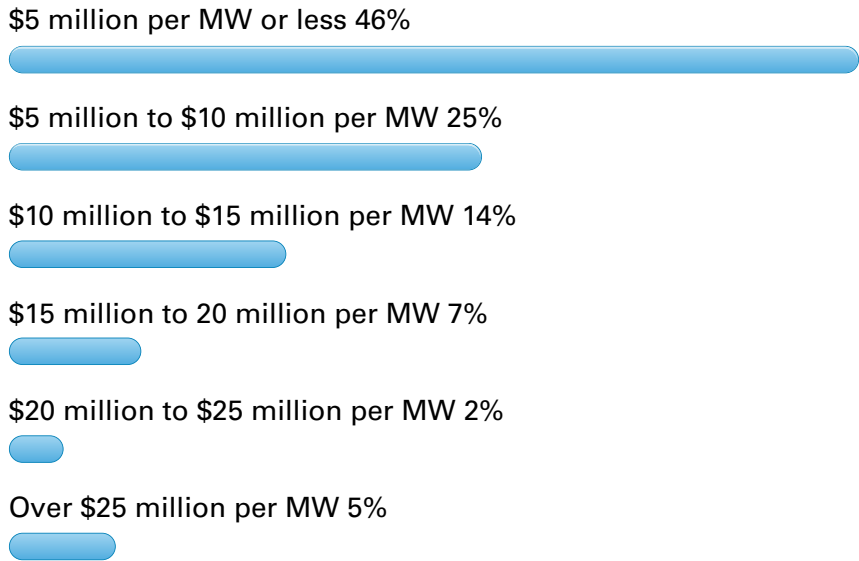 $5 million per MW or less 46%
$5 million to $10 million per MW 25%
$10 million to $15 million per MW 14%
$15 million to 20 million per MW 7%
$20 million to $25 million per MW 2%
Over $25 million per MW 5%